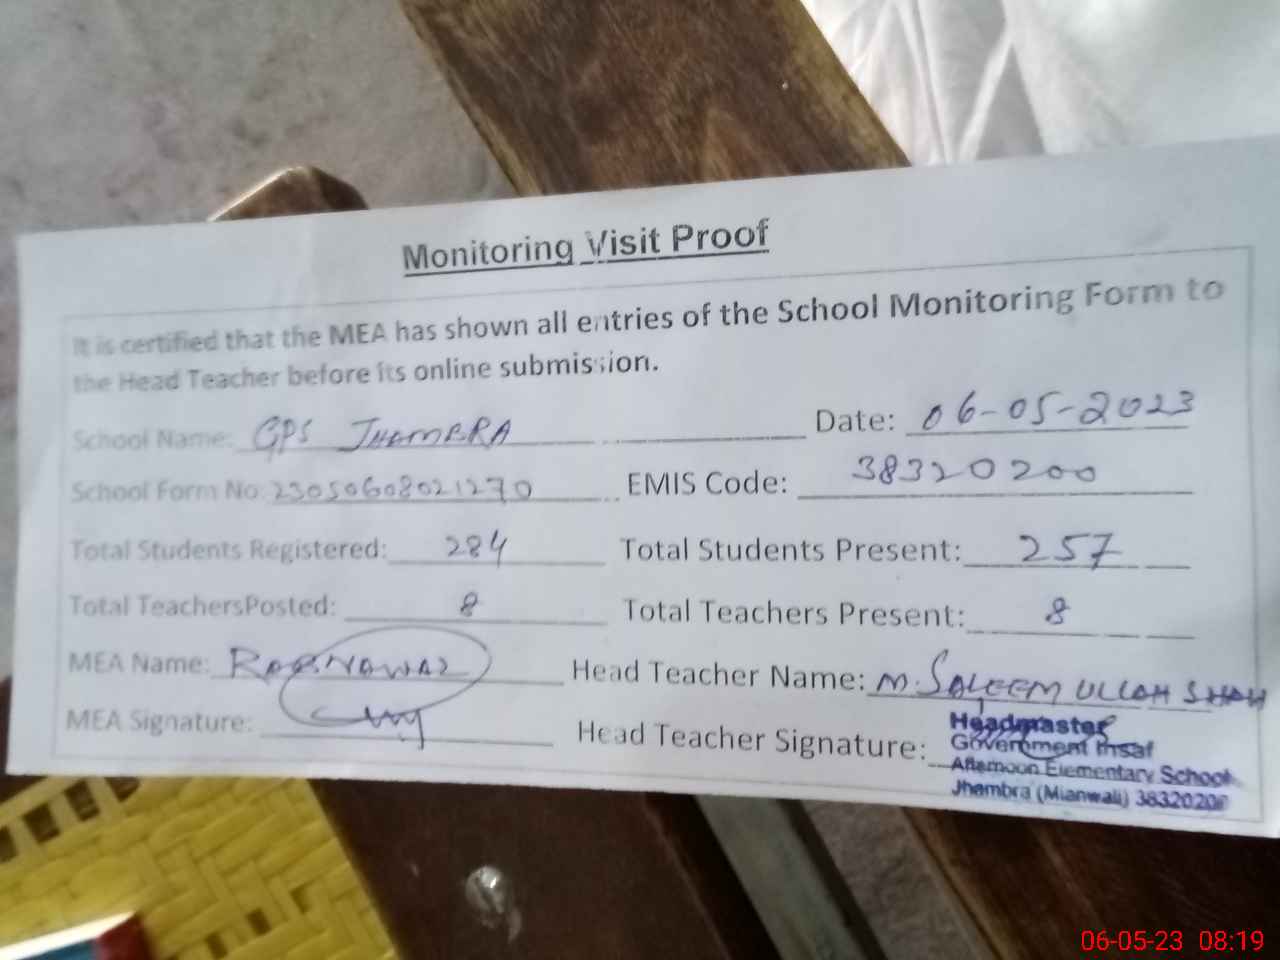 Monitoring Visit Proof
It is certified that the MEA has shown all entries of the School Monitoring Form to
the Head Teacher before its online submission.
School Name: GPS JHAMBRA Date: 06-05-2023
School Form No: 23050608021270 EMIS Code: 38320200
Total Students Registered: 284 Total Students Present: 257
Total TeachersPosted: 8 Total Teachers Present: 8
MEA Name: RABNAWAZ Head Teacher Name: M. SALEEM ULLAH SHAH
MEA Signature: Head Teacher Signature:
Headmaster
Government Insaf
Afternoon Elementary School
Jhambra (Mianwali) 38320200
06-05-23 08:19